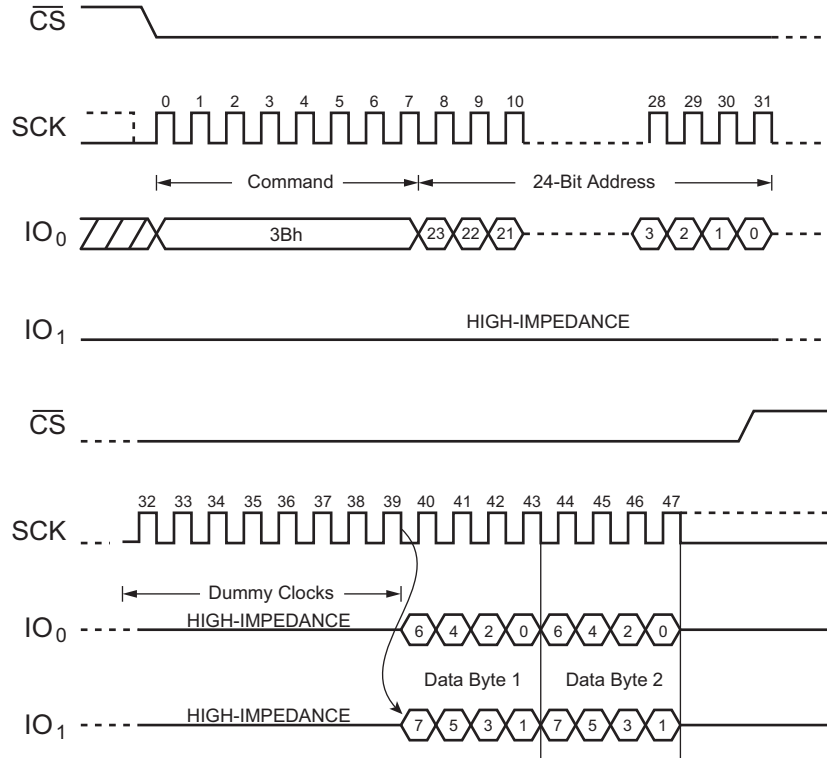 CS
0 1 2 3 4 5 6 7 8 9 10 28 29 30 31
SCK
Command 24-Bit Address
IO0 3Bh 23 22 21 3 2 1 0
HIGH-IMPEDANCE
IO1
CS
32 33 34 35 36 37 38 39 40 41 42 43 44 45 46 47
SCK
Dummy Clocks
HIGH-IMPEDANCE
IO0 6 4 2 0 6 4 2 0
Data Byte 1 Data Byte 2
HIGH-IMPEDANCE
IO1 7 5 3 1 7 5 3 1